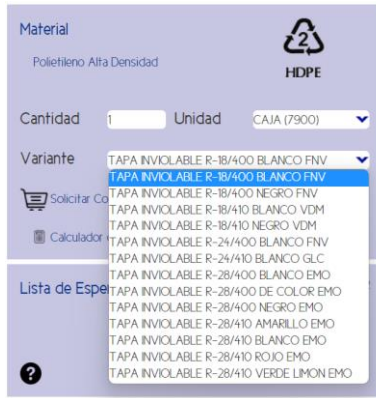 Material
2
Polietileno Alta Densidad
HDPE
Cantidad 1 Unidad CAJA (7900)
Variante TAPA INVIOLABLE R-18/400 BLANCO FNV
TAPA INVIOLABLE R-18/400 BLANCO FNV
TAPA INVIOLABLE R-18/400 NEGRO FNV
TAPA INVIOLABLE R-18/410 BLANCO VDM
TAPA INVIOLABLE R-18/410 NEGRO VDM
TAPA INVIOLABLE R-24/400 BLANCO FNV
TAPA INVIOLABLE R-24/410 BLANCO GLC
TAPA INVIOLABLE R-28/400 BLANCO EMO
TAPA INVIOLABLE R-28/400 DE COLOR EMO
TAPA INVIOLABLE R-28/400 NEGRO EMO
TAPA INVIOLABLE R-28/410 AMARILLO EMO
TAPA INVIOLABLE R-28/410 BLANCO EMO
TAPA INVIOLABLE R-28/410 ROJO EMO
TAPA INVIOLABLE R-28/410 VERDE LIMON EMO
Solicitar Co
Calculador
Lista de Espe
?